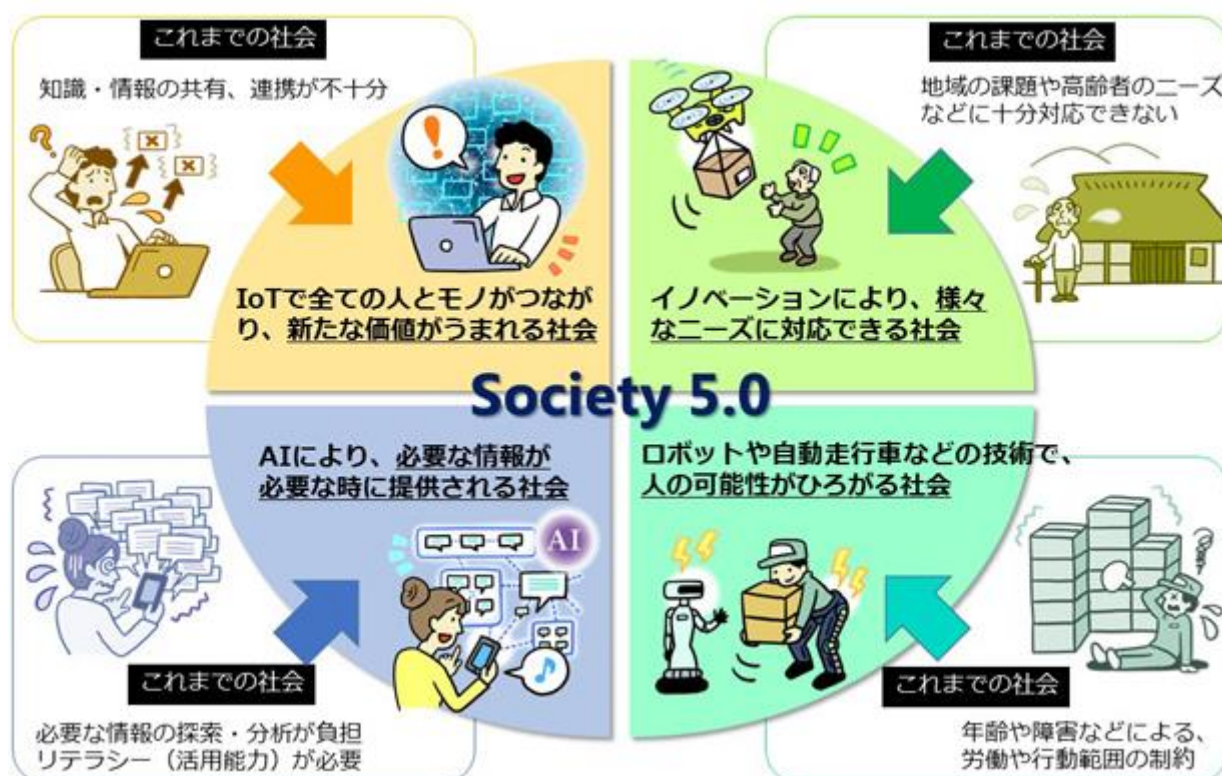 これまでの社会
知識・情報の共有、連携が不十分
IoTで全ての人とモノがつなが
り、新たな価値がうまれる社会
これまでの社会
地域の課題や高齢者のニーズ
などに十分対応できない
イノベーションにより、様々
なニーズに対応できる社会
Society 5.0
AIにより、必要な情報が
必要な時に提供される社会
AI
これまでの社会
必要な情報の探索・分析が負担
リテラシー（活用能力）が必要
ロボットや自動走行車などの技術で、
人の可能性がひろがる社会
これまでの社会
年齢や障害などによる、
労働や行動範囲の制約